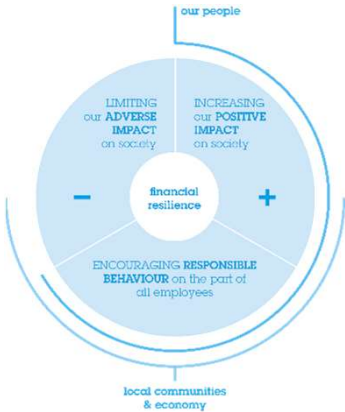 our people
LIMITING
our ADVERSE
IMPACT
on society
INCREASING
our POSITIVE
IMPACT
on society
–
financial
resilience
+
ENCOURAGING RESPONSIBLE
BEHAVIOUR on the part of
all employees
local communities
& economy